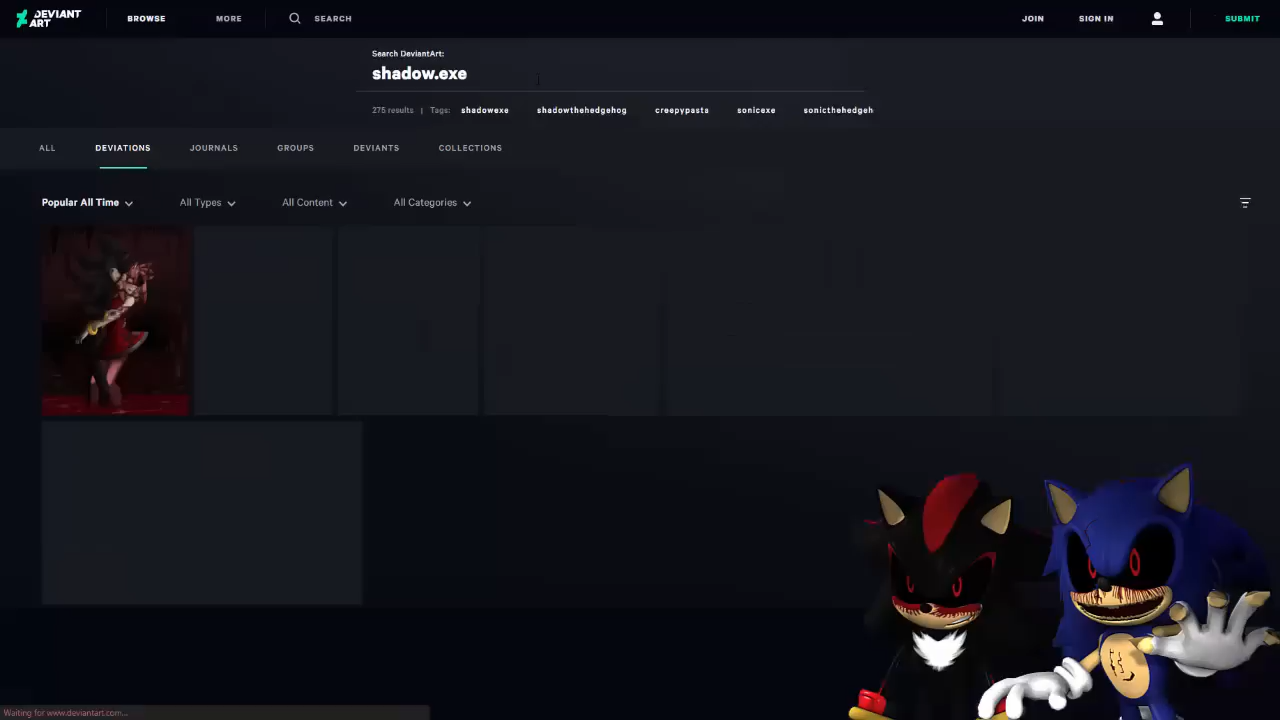 DEVIANT ART BROWSE MORE SEARCH JOIN SIGN IN SUBMIT
Search DeviantArt:
shadow.exe
275 results | Tags: shadowexe shadowthehedgehog creepypastas sonicexe sonicthehedgeh
ALL DEVIATIONS JOURNALS GROUPS DEVIANTS COLLECTIONS
Popular All Time All Types All Content All Categories
Waiting for www.deviantart.com...